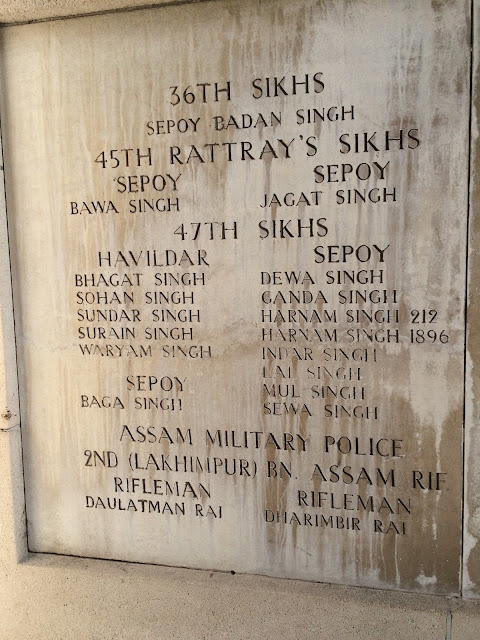 36TH SIKHS
SEPOY BADAN SINGH
45TH RATTRAY'S SIKHS
SEPOY
BAWA SINGH
SEPOY
JAGAT SINGH
47TH SIKHS
HAVILDAR
BHAGAT SINGH
SOHAN SINGH
SUNDAR SINGH
SURAIN SINGH
WARYAM SINGH
SEPOY
BAGA SINGH
SEPOY
DEWA SINGH
GANDA SINGH
HARNAM SINGH 212
HARNAM SINGH 1896
INDAR SINGH
LAL SINGH
MUL SINGH
SEWA SINGH
ASSAM MILITARY POLICE
2ND (LAKHIMPUR) BN. ASSAM RIF.
RIFLEMAN
DAULATMAN RAI
RIFLEMAN
DHARIMBIR RAI